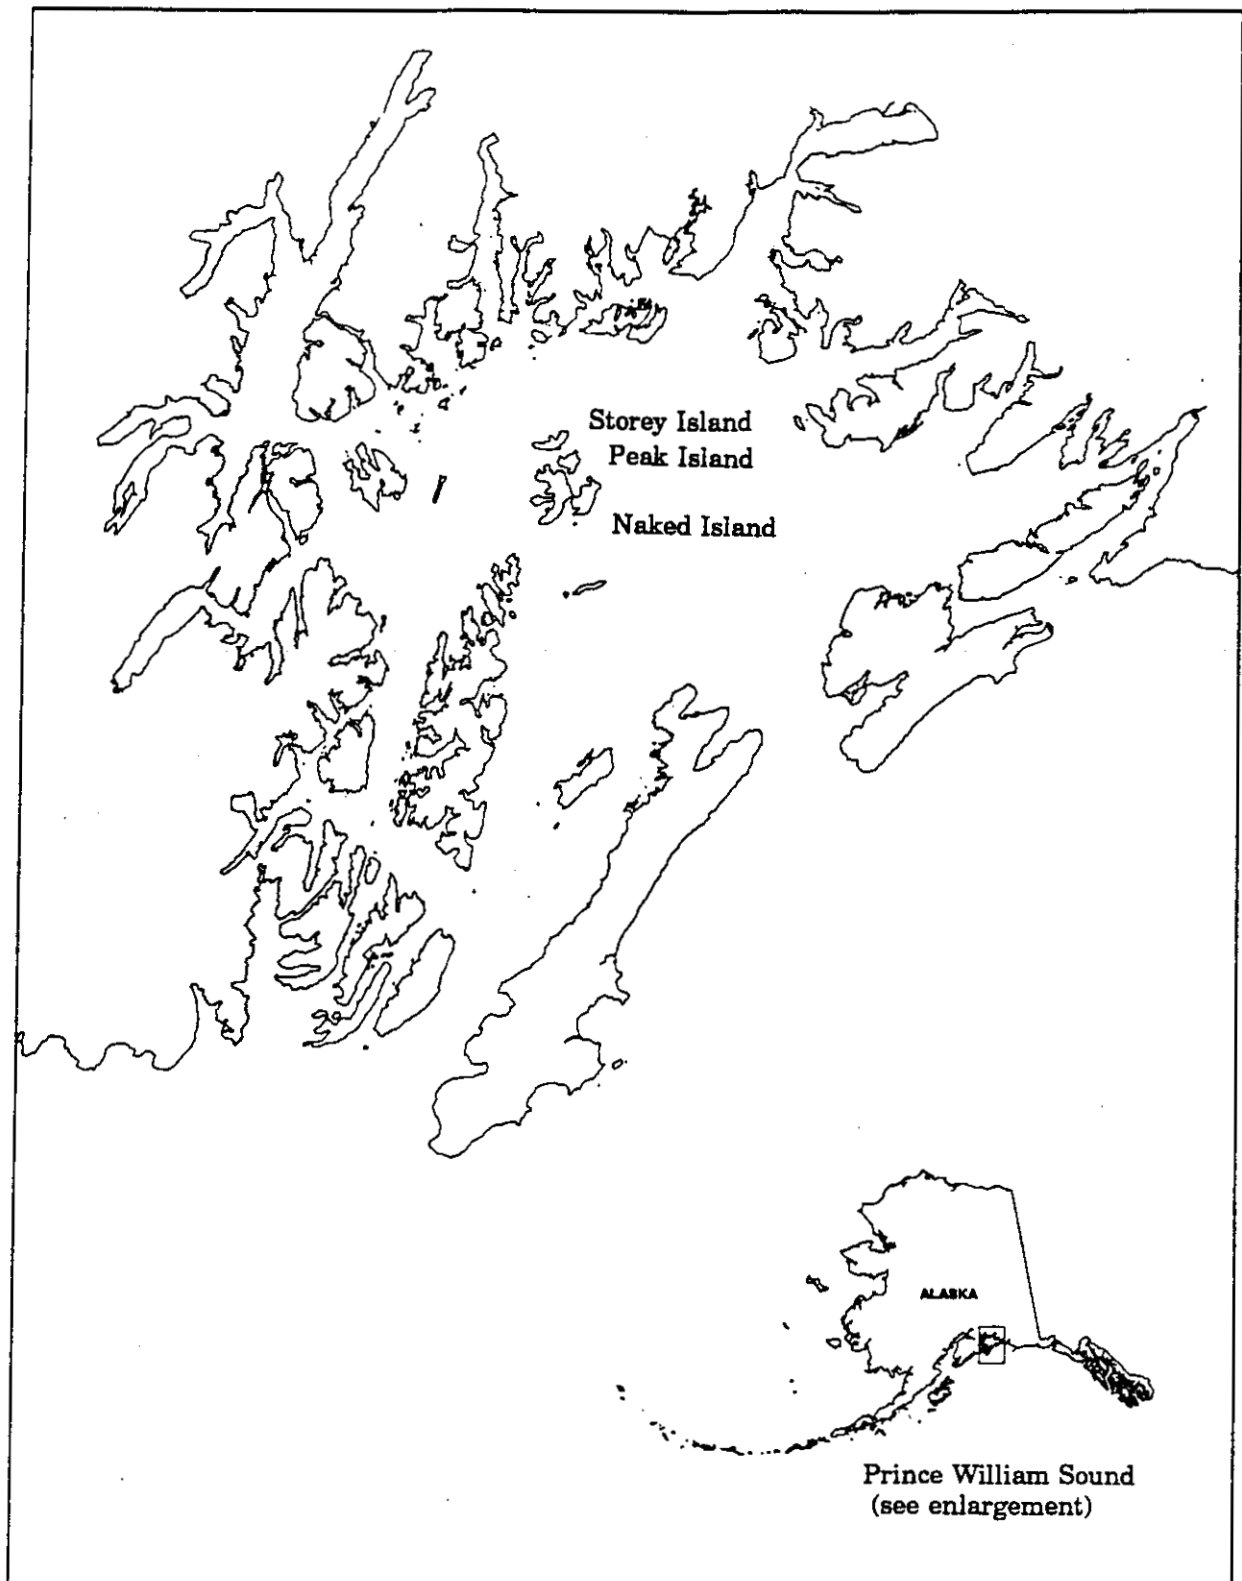 Storey Island
Peak Island
Naked Island
ALASKA
Prince William Sound
(see enlargement)